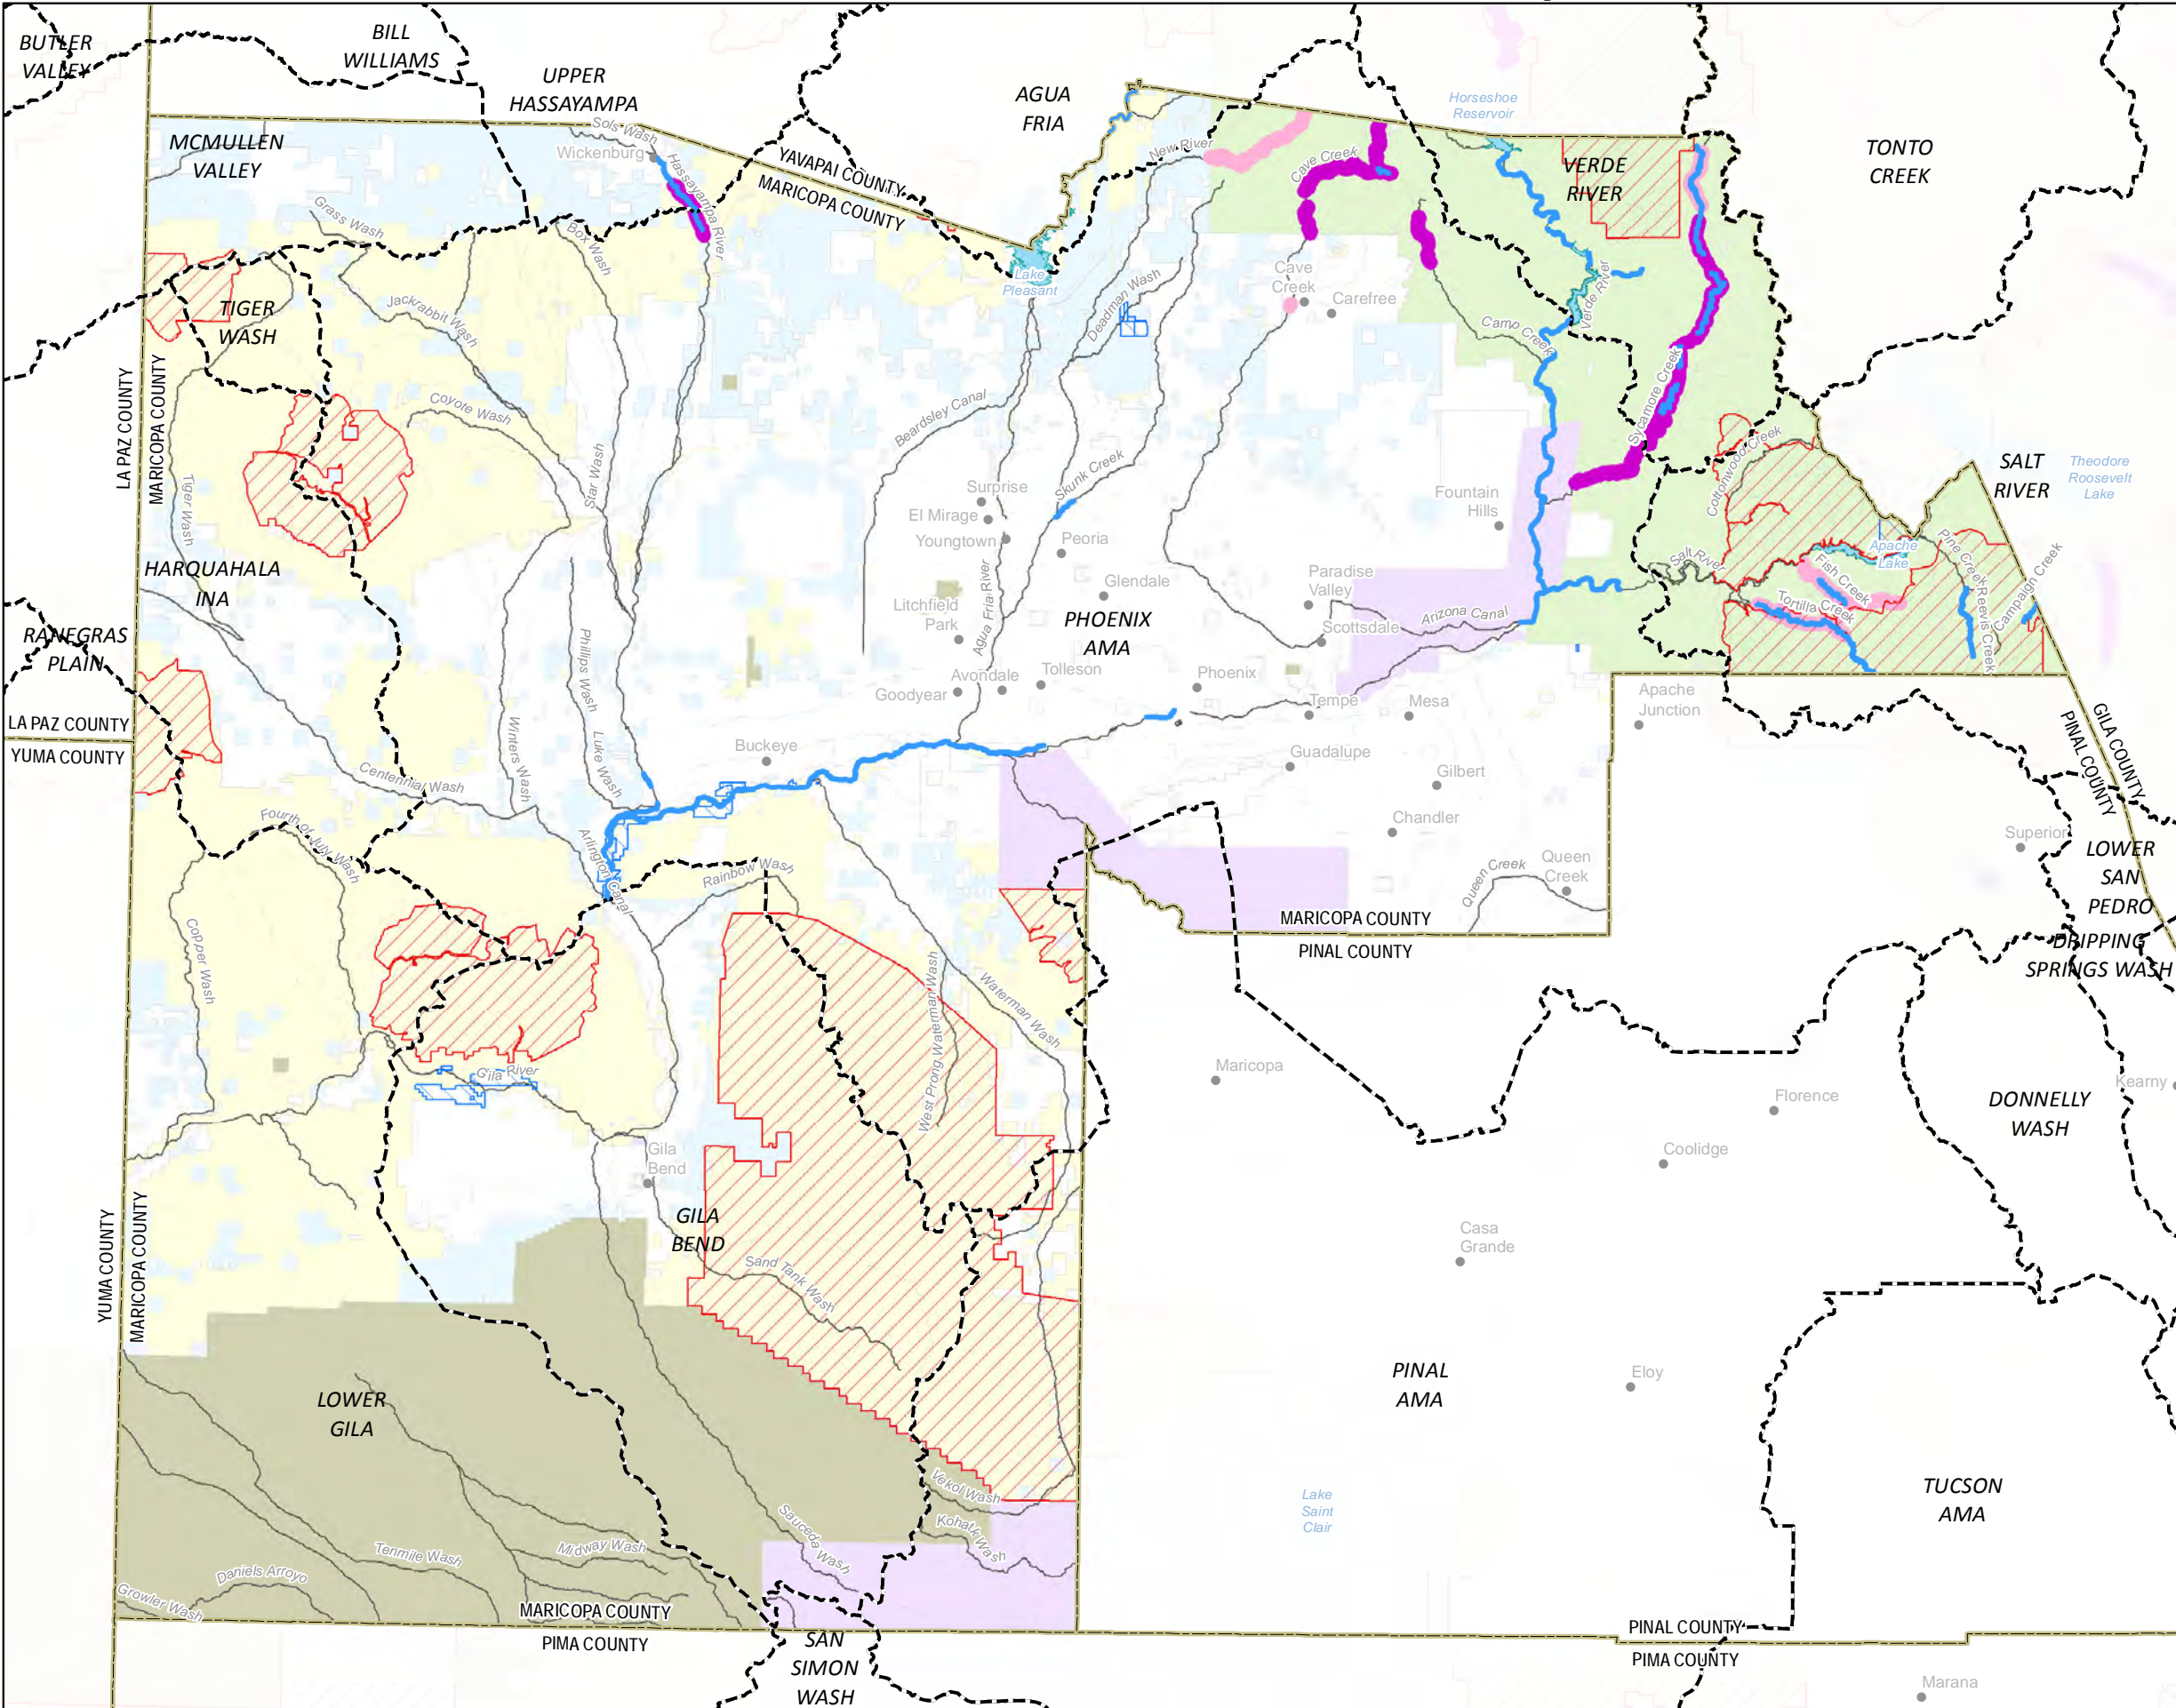 BUTLER
VALLEY
BILL
WILLIAMS
UPPER
HASSAYAMPA
AGUA
FRIA
Horseshoe
Reservoir
VERDE
RIVER
TONTO
CREEK
MCMULLEN
VALLEY
Sols Wash
Wickenburg
Hassayampa River
YAVAPAI COUNTY
MARICOPA COUNTY
New River
Cave Creek
Grass Wash
Box Wash
Lake
Pleasant
Deadman Wash
Cave
Creek
Carefree
Verde River
Camp Creek
TIGER
WASH
Jackrabbit Wash
LA PAZ COUNTY
MARICOPA COUNTY
Coyote Wash
Beardsley Canal
Sycamore Creek
Cottonwood Creek
Tiger Wash
Star Wash
Skunk Creek
Surprise
El Mirage
Youngtown
Peoria
Fountain
Hills
SALT
RIVER
Theodore
Roosevelt
Lake
HARQUAHALA
INA
Glendale
Paradise
Valley
Salt River
Apache
Lake
Fish Creek
Pine Creek
Reevis Creek
Campaign Creek
Tortilla Creek
RANEGRAS
PLAIN
Litchfield
Park
Agua Fria River
PHOENIX
AMA
Scottsdale
Arizona Canal
Phillips Wash
Avondale
Tolleson
Goodyear
Phoenix
Tempe
Mesa
Apache
Junction
LA PAZ COUNTY
YUMA COUNTY
Winters Wash
Luke Wash
Buckeye
Guadalupe
Gilbert
GILA COUNTY
PINAL COUNTY
Centennial Wash
Chandler
Superior
Fourth of July Wash
Arlington Canal
Rainbow Wash
Queen Creek
Queen
Creek
LOWER
SAN
PEDRO
MARICOPA COUNTY
PINAL COUNTY
DRIPPING
SPRINGS WASH
Copper Wash
West Prong Waterman Wash
Waterman Wash
Gila River
Maricopa
Florence
Kearny
DONNELLY
WASH
Coolidge
Gila
Bend
YUMA COUNTY
MARICOPA COUNTY
GILA
BEND
Casa
Grande
Sand Tank Wash
LOWER
GILA
PINAL
AMA
Eloy
TUCSON
AMA
Vekol Wash
Lake
Saint
Clair
Kohatk Wash
Sauceda Wash
Tenmile Wash
Midway Wash
Daniels Arroyo
Growler Wash
MARICOPA COUNTY
PIMA COUNTY
SAN
SIMON
WASH
PINAL COUNTY
PIMA COUNTY
Marana